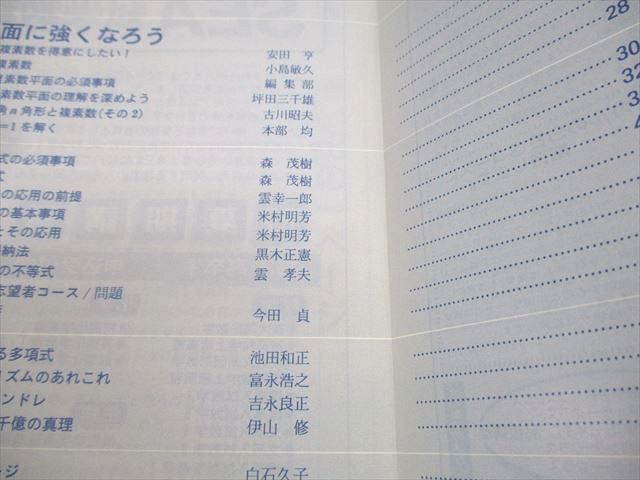 面に強くなろう
複素数を得意にしたい! 安田 亨
複素数 小島敏久
素数平面の必須事項 編集部
素数平面の理解を深めよう 坪田三千雄
角n角形と複素数(その2) 古川昭夫
=1を解く 本部 均
式の必須事項 森 茂樹
式 森 茂樹
の応用の前提 雲幸一郎
の基本事項 米村明芳
とその応用 米村明芳
納法 黒木正憲
の不等式 雲 孝夫
志望者コース/問題
今田 貞
る多項式 池田和正
ズムのあれこれ 富永浩之
ンドレ 吉永良正
千億の真理 伊山 修
ージ 白石久子
28
30
32